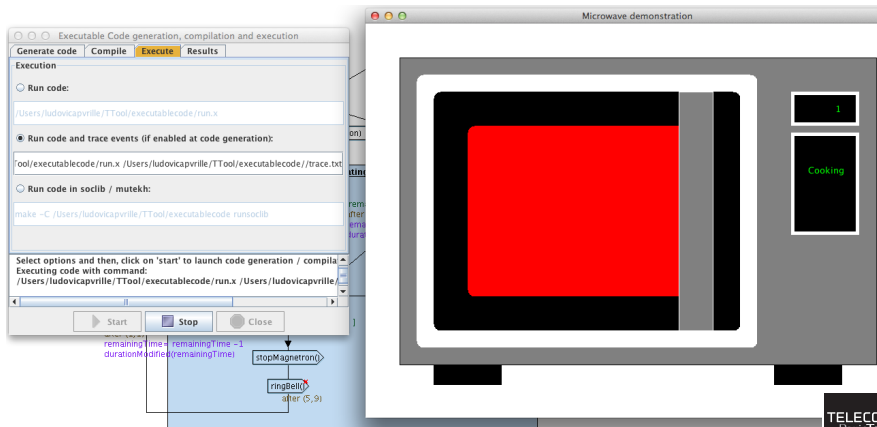 Executable Code generation, compilation and execution
Generate code Compile Execute Results
Execution
Run code:
/Users/ludovicapvrille/TTool/executablecode/run.x
Run code and trace events (if enabled at code generation):
Tool/executablecode/run.x /Users/ludovicapvrille/TTool/executablecode//trace.txt
Run code in soclib / mutekh:
make -C /Users/ludovicapvrille/TTool/executablecode runsoclib
Select options and then, click on 'start' to launch code generation / compila
Executing code with command:
/Users/ludovicapvrille/TTool/executablecode/run.x /Users/ludovicapvrille/
Start Stop Close
remainingTime= remainingTime -1
durationModified(remainingTime)
stopMagnetron()
ringBell()
after (5,9)
Microwave demonstration
1
Cooking
TELECO